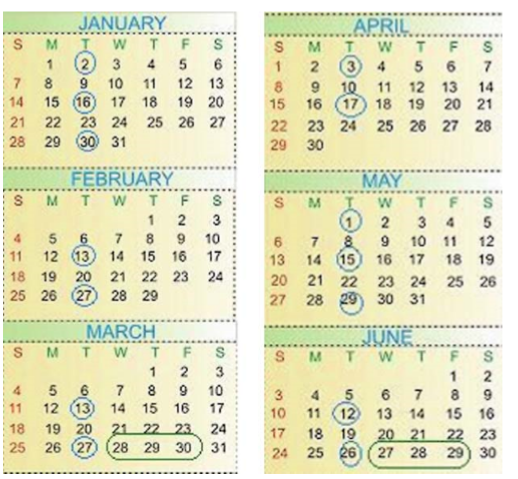 JANUARY
S M T W T F S
1 2 3 4 5 6
7 8 9 10 11 12 13
14 15 16 17 18 19 20
21 22 23 24 25 26 27
28 29 30 31
FEBRUARY
S M T W T F S
1 2 3
4 5 6 7 8 9 10
11 12 13 14 15 16 17
18 19 20 21 22 23 24
25 26 27 28 29
MARCH
S M T W T F S
1 2 3
4 5 6 7 8 9 10
11 12 13 14 15 16 17
18 19 20 21 22 23 24
25 26 27 28 29 30 31
APRIL
S M T W T F S
1 2 3 4 5 6 7
8 9 10 11 12 13 14
15 16 17 18 19 20 21
22 23 24 25 26 27 28
29 30
MAY
S M T W T F S
1 2 3 4 5
6 7 8 9 10 11 12
13 14 15 16 17 18 19
20 21 22 23 24 25 26
27 28 29 30 31
JUNE
S M T W T F S
1 2
3 4 5 6 7 8 9
10 11 12 13 14 15 16
17 18 19 20 21 22 23
24 25 26 27 28 29 30